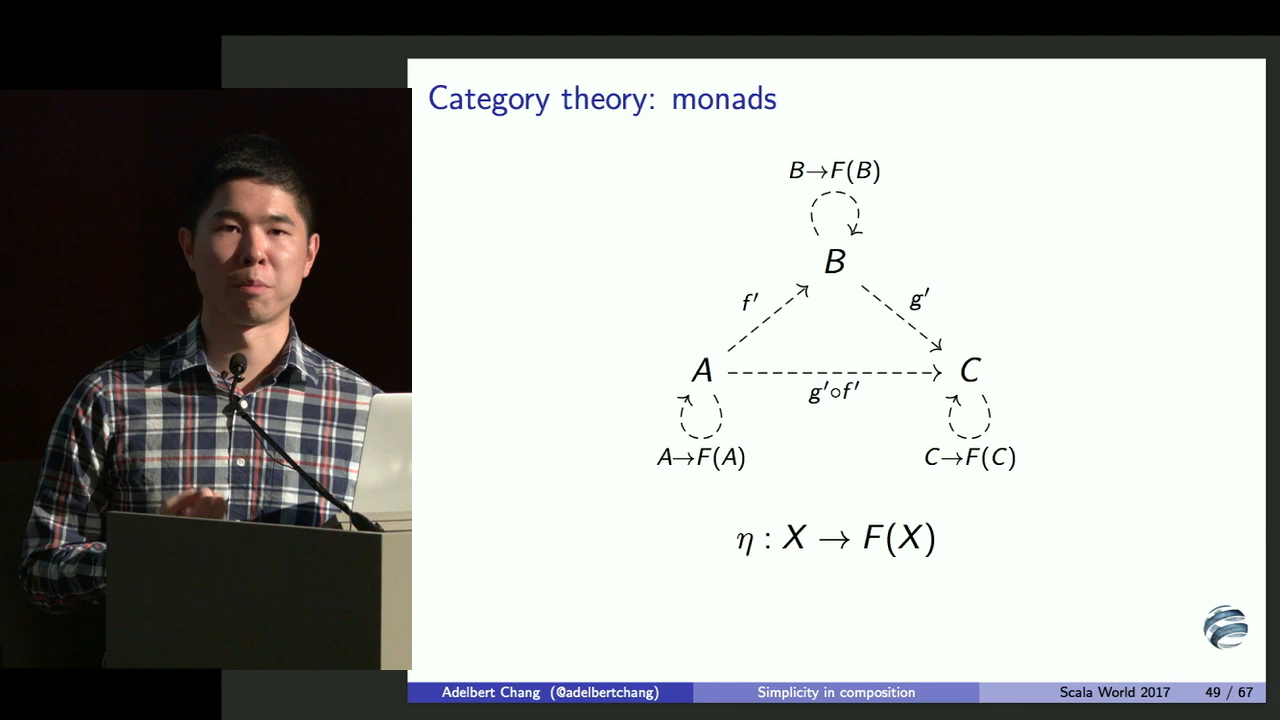 Category theory: monads
B→F(B)
B
f′
g′
A
C
g′∘f′
A→F(A)
C→F(C)
η : X → F(X)
Adelbert Chang (@adelbertchang)
Simplicity in composition
Scala World 2017
49 / 67